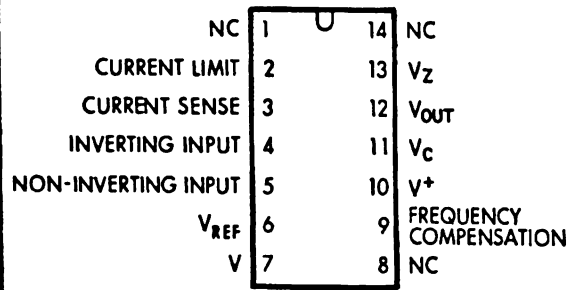 NC 1 14 NC
CURRENT LIMIT 2 13 VZ
CURRENT SENSE 3 12 VOUT
INVERTING INPUT 4 11 VC
NON-INVERTING INPUT 5 10 V+
VREF 6 9 FREQUENCY
COMPENSATION
V 7 8 NC